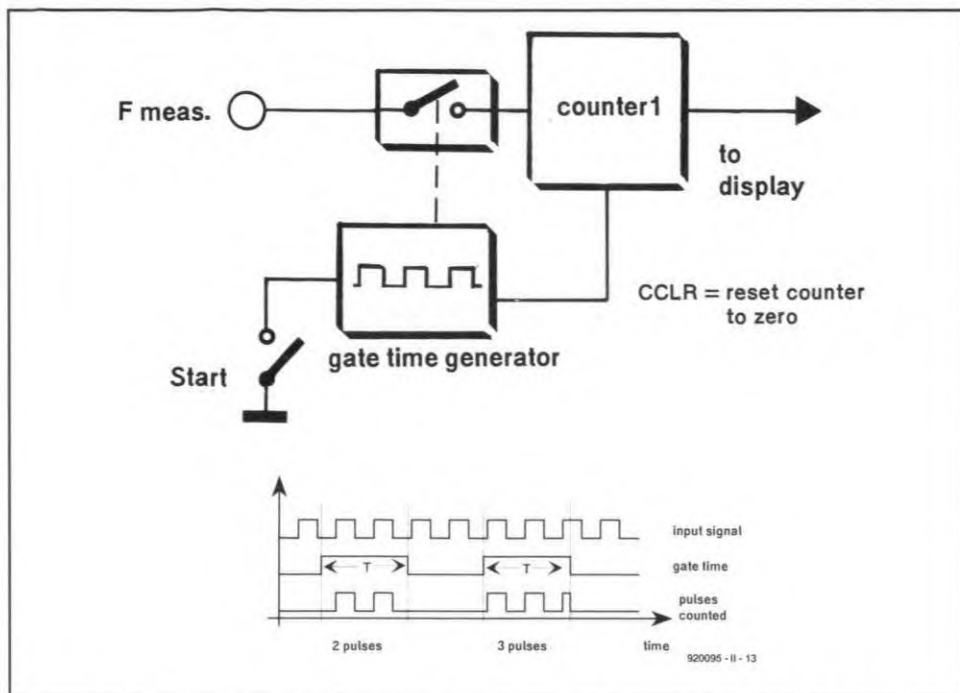 F meas.
counter1
to
display
CCLR = reset counter
to zero
gate time generator
Start
input signal
gate time
T
T
pulses
counted
2 pulses
3 pulses
time
920095 - II - 13